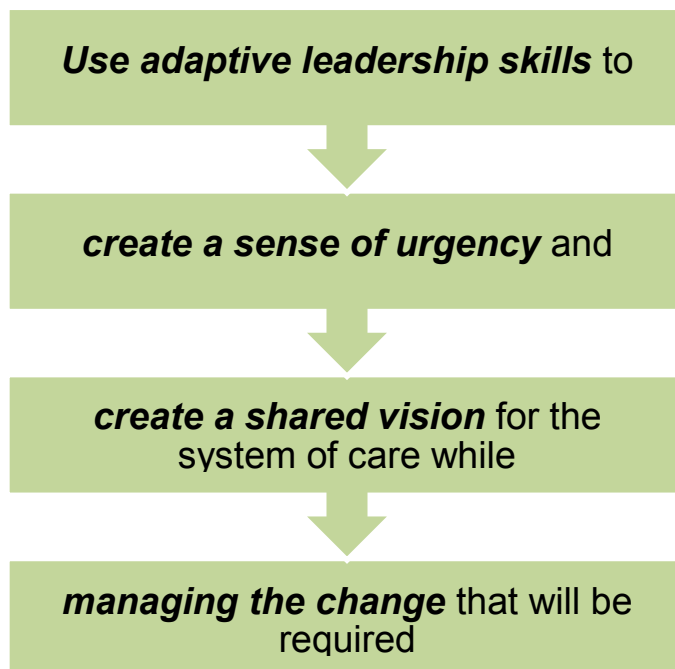 Use adaptive leadership skills to
create a sense of urgency and
create a shared vision for the
system of care while
managing the change that will be
required